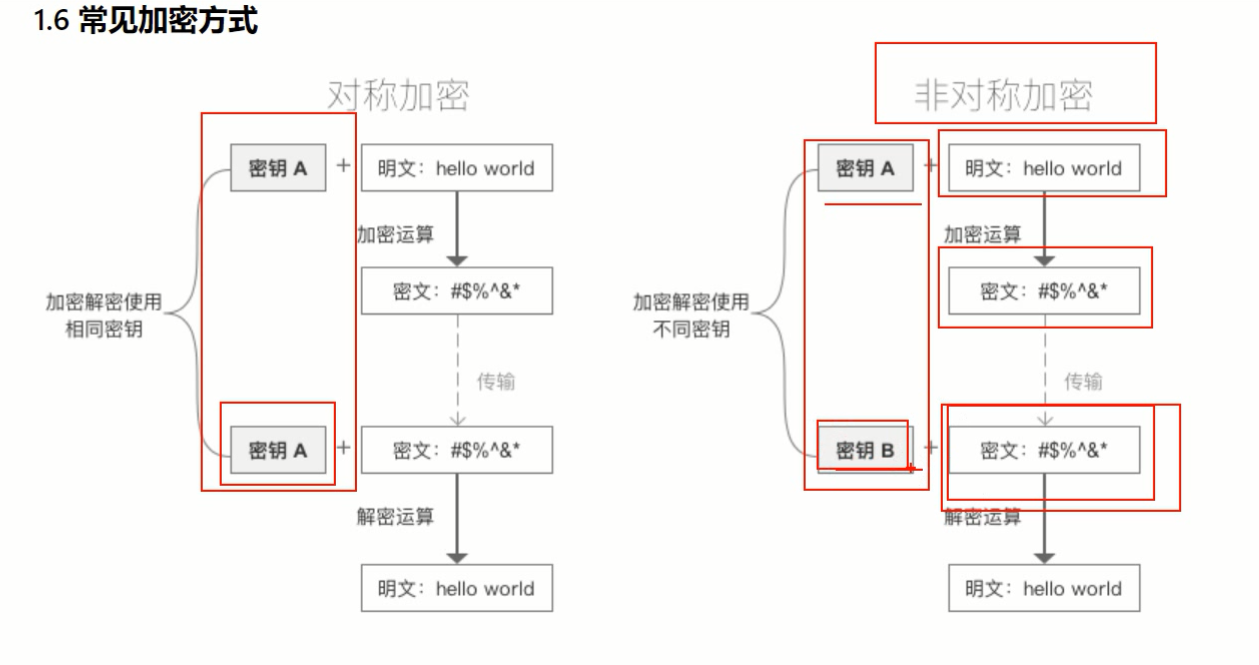 1.6 常见加密方式
对称加密
密钥 A
+
明文：hello world
加密运算
密文：#$%^&*
加密解密使用
相同密钥
传输
密钥 A
+
密文：#$%^&*
解密运算
明文：hello world
非对称加密
密钥 A
+
明文：hello world
加密运算
密文：#$%^&*
加密解密使用
不同密钥
传输
密钥 B
+
密文：#$%^&*
解密运算
明文：hello world